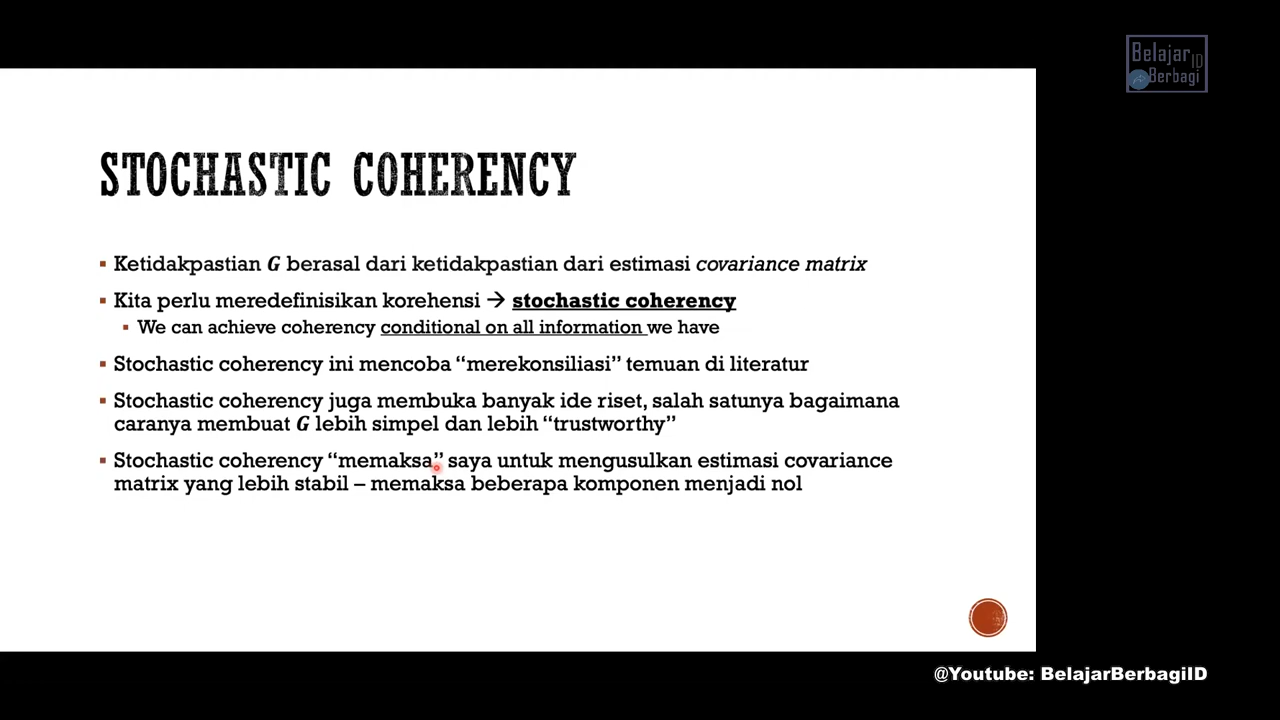 Belajar ID
Berbagi
STOCHASTIC COHERENCY
▪ Ketidakpastian G berasal dari ketidakpastian dari estimasi covariance matrix
▪ Kita perlu meredefinisikan korehensi → stochastic coherency
▪ We can achieve coherency conditional on all information we have
▪ Stochastic coherency ini mencoba “merekonsiliasi” temuan di literatur
▪ Stochastic coherency juga membuka banyak ide riset, salah satunya bagaimana
caranya membuat G lebih simpel dan lebih “trustworthy”
▪ Stochastic coherency “memaksa” saya untuk mengusulkan estimasi covariance
matrix yang lebih stabil – memaksa beberapa komponen menjadi nol
@Youtube: BelajarBerbagiID